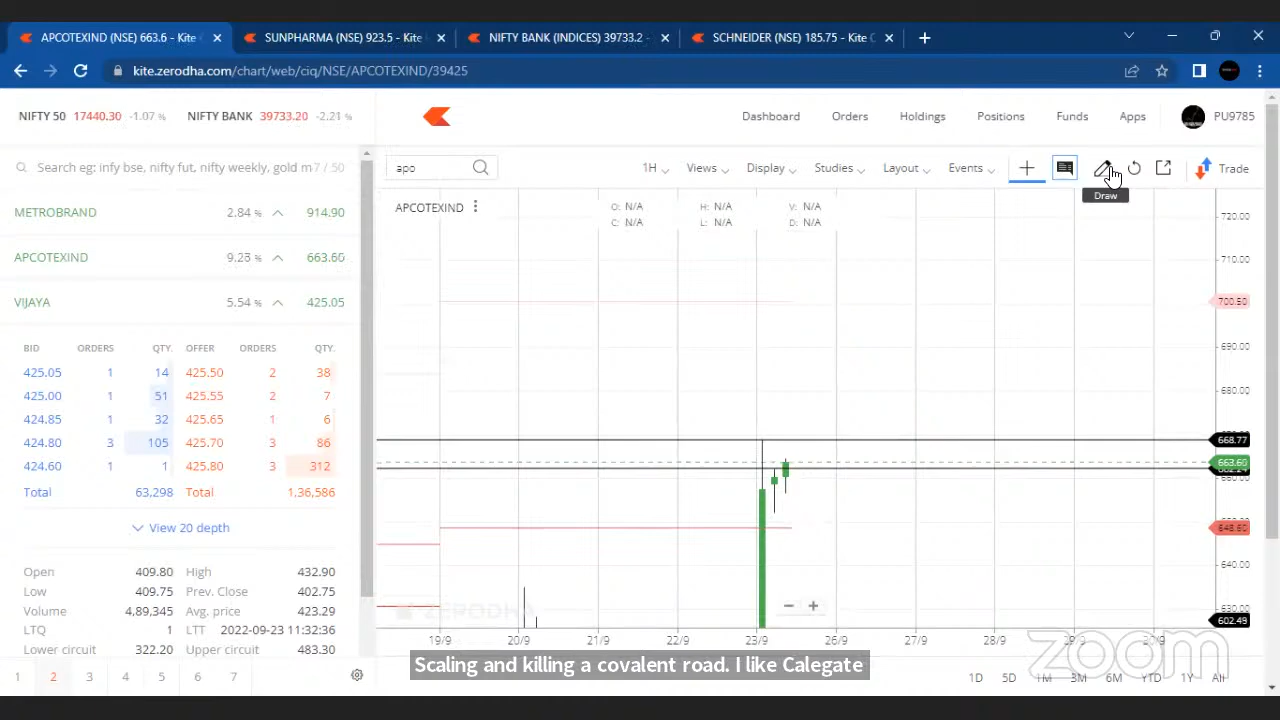 APCOTEXIND (NSE) 663.6 - Kite
SUNPHARMA (NSE) 923.5 - Kite
NIFTY BANK (INDICES) 39733.2 -
SCHNEIDER (NSE) 185.75 - Kite C
kite.zerodha.com/chart/web/ciq/NSE/APCOTEXIND/39425
NIFTY 50 17440.30 -1.07 % NIFTY BANK 39733.20 -2.21 %
Dashboard Orders Holdings Positions Funds Apps PU9785
Search eg: infy bse, nifty fut, nifty weekly, gold m 7 / 50
apo
1H Views Display Studies Layout Events Trade
Draw
METROBRAND 2.84 % 914.90
APCOTEXIND 9.23 % 663.60
VIJAYA 5.54 % 425.05
BID ORDERS QTY. OFFER ORDERS QTY.
425.05 1 14 425.50 2 38
425.00 1 51 425.55 2 7
424.85 1 32 425.65 1 6
424.80 3 105 425.70 3 86
424.60 1 1 425.80 3 312
Total 63,298 Total 1,36,586
View 20 depth
Open 409.80 High 432.90
Low 409.75 Prev. Close 402.75
Volume 4,89,345 Avg. price 423.29
LTQ 1 LTT 2022-09-23 11:32:36
Lower circuit 322.20 Upper circuit 483.30
1 2 3 4 5 6 7
APCOTEXIND
O: N/A H: N/A V: N/A
C: N/A L: N/A D: N/A
720.00
710.00
700.50
690.00
680.00
668.77
663.60
660.00
648.60
640.00
602.49
ZERODHA
19/9 20/9 21/9 22/9 23/9 26/9 27/9 28/9 29/9 30/9
zoom
Scaling and killing a covalent road. I like Calegate
1D 5D 1M 3M 6M YTD 1Y All